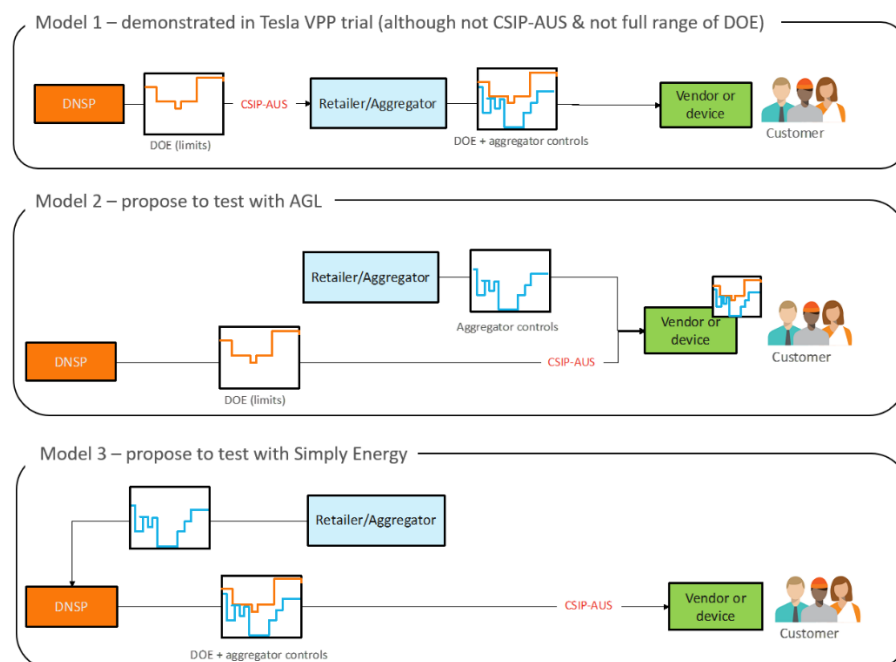 Model 1 – demonstrated in Tesla VPP trial (although not CSIP-AUS & not full range of DOE)
DNSP
CSIP-AUS
Retailer/Aggregator
Vendor or
device
DOE (limits)
DOE + aggregator controls
Customer
Model 2 – propose to test with AGL
Retailer/Aggregator
Aggregator controls
Vendor or
device
DNSP
CSIP-AUS
Customer
DOE (limits)
Model 3 – propose to test with Simply Energy
Retailer/Aggregator
DNSP
CSIP-AUS
Vendor or
device
Customer
DOE + aggregator controls